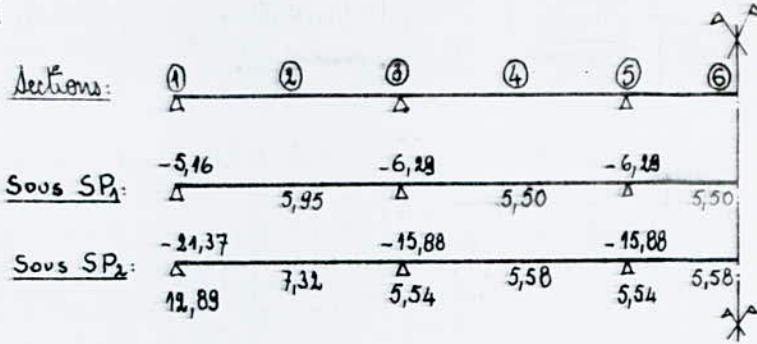 Sections: ① ② ③ ④ ⑤ ⑥
-5,16 -6,29 -6,29
Sous SP1: 5,95 5,50 5,50
-21,37 -15,88 -15,88
Sous SP2: 7,32 5,58 5,58
12,89 5,54 5,54